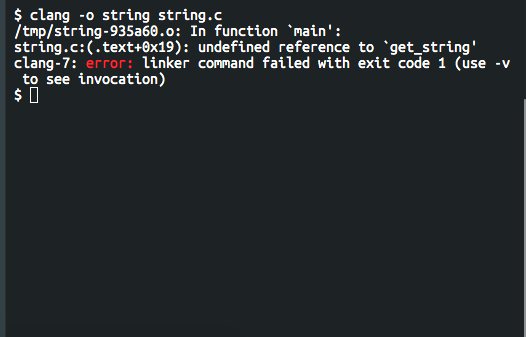 $ clang -o string string.c
/tmp/string-935a60.o: In function `main':
string.c:(.text+0x19): undefined reference to `get_string'
clang-7: error: linker command failed with exit code 1 (use -v
 to see invocation)
$